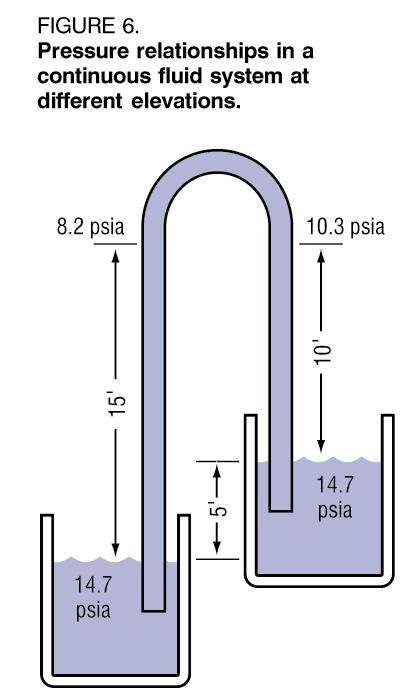 FIGURE 6.
Pressure relationships in a
continuous fluid system at
different elevations.
8.2 psia
10.3 psia
15'
10'
5'
14.7
psia
14.7
psia